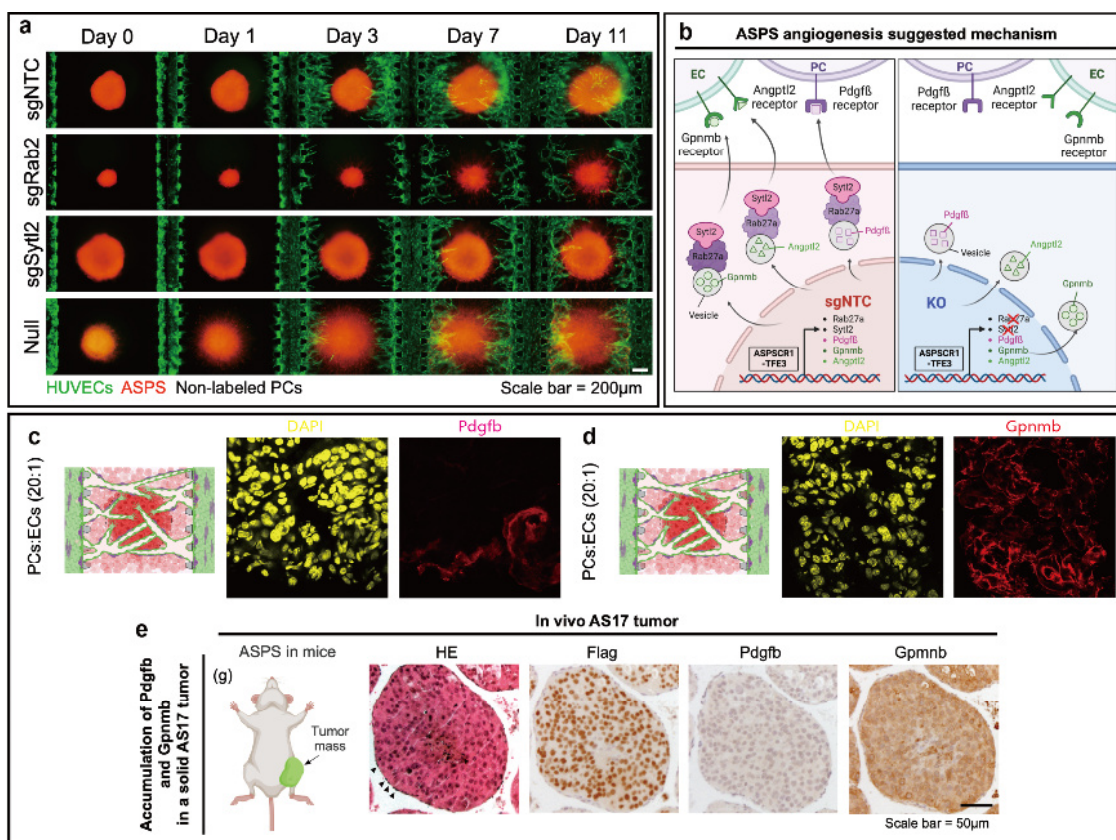 a
Day 0 Day 1 Day 3 Day 7 Day 11
sgNTC
sgRab2
sgSytl2
Null
HUVECs ASPS Non-labeled PCs Scale bar = 200µm
b
ASPS angiogenesis suggested mechanism
EC
PC
Angptl2
receptor
Pdgfß
receptor
Gpnmb
receptor
Sytl2
Rab27a
Pdgfß
Sytl2
Rab27a
Angptl2
Sytl2
Rab27a
Gpnmb
Vesicle
sgNTC
Rab27a
Sytl2
Pdgfß
Gpnmb
Angptl2
ASPSCR1
-TFE3
PC
EC
Pdgfß
receptor
Angptl2
receptor
Gpnmb
receptor
Pdgfß
Vesicle
Angptl2
Gpnmb
KO
Rab27a
Sytl2
Pdgfß
Gpnmb
Angptl2
ASPSCR1
-TFE3
c
DAPI Pdgfb
PCs:ECs (20:1)
d
DAPI Gpnmb
PCs:ECs (20:1)
e
In vivo AS17 tumor
ASPS in mice HE Flag Pdgfb Gpmnb
(g)
Tumor
mass
Accumulation of Pdgfb
and Gpnmb
in a solid AS17 tumor
Scale bar = 50µm